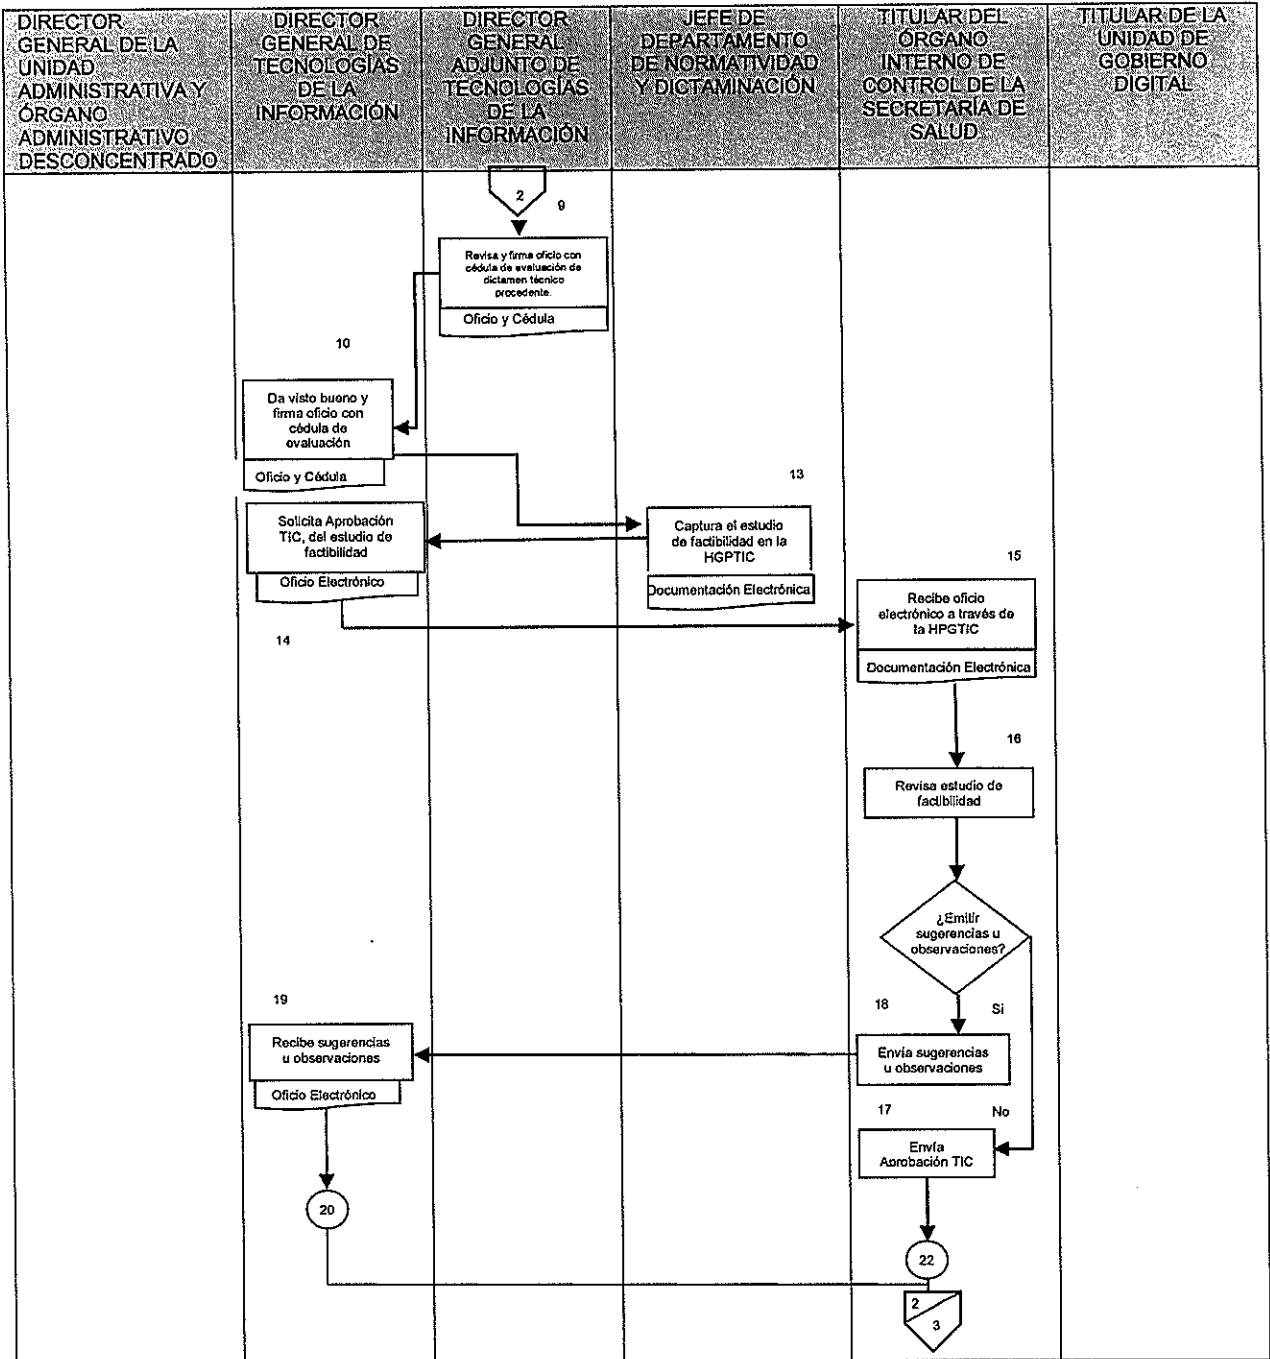 DIRECTOR
GENERAL DE LA
UNIDAD
ADMINISTRATIVA Y
ÓRGANO
ADMINISTRATIVO
DESCONCENTRADO
DIRECTOR
GENERAL DE
TECNOLOGÍAS
DE LA
INFORMACIÓN
DIRECTOR
GENERAL
ADJUNTO DE
TECNOLOGÍAS
DE LA
INFORMACIÓN
JEFE DE
DEPARTAMENTO
DE NORMATIVIDAD
Y DICTAMINACIÓN
TITULAR DEL
ÓRGANO
INTERNO DE
CONTROL DE LA
SECRETARÍA DE
SALUD
TITULAR DE LA
UNIDAD DE
GOBIERNO
DIGITAL
2
9
Revisa y firma oficio con
cédula de evaluación de
dictamen técnico
procedente.
Oficio y Cédula
10
Da visto bueno y
firma oficio con
cédula de
evaluación
Oficio y Cédula
13
Solicita Aprobación
TIC, del estudio de
factibilidad
Oficio Electrónico
Captura el estudio
de factibilidad en la
HGPTIC
Documentación Electrónica
15
Recibe oficio
electrónico a través de
la HPGTIC
Documentación Electrónica
14
16
Revisa estudio de
factibilidad
¿Emitir
sugerencias u
observaciones?
19
18
Si
Recibe sugerencias
u observaciones
Oficio Electrónico
Envía sugerencias
u observaciones
17
No
Envía
Aprobación TIC
20
22
2
3